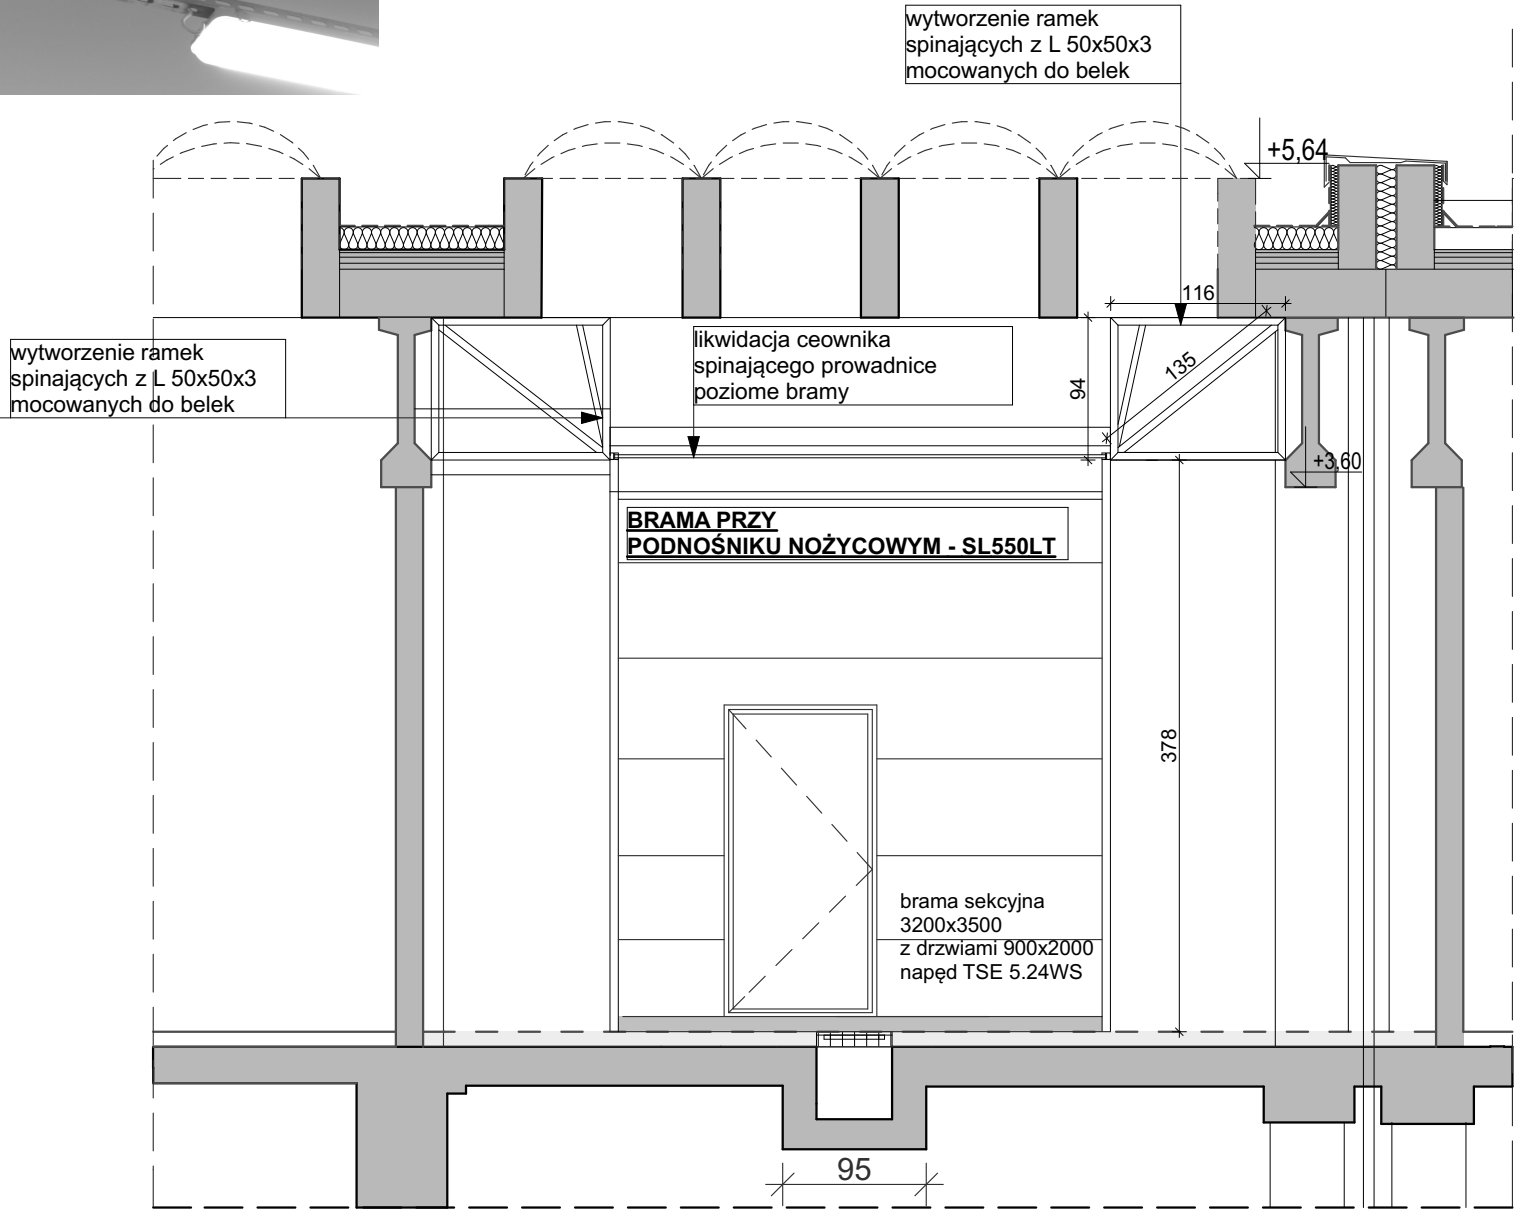 wytworzenie ramek
spinających z L 50x50x3
mocowanych do belek
+5,64
116
wytworzenie ramek
spinających z L 50x50x3
mocowanych do belek
likwidacja ceownika
spinającego prowadnice
poziome bramy
94
135
+3,60
BRAMA PRZY
PODNOŚNIKU NOŻYCOWYM - SL550LT
378
brama sekcyjna
3200x3500
z drzwiami 900x2000
napęd TSE 5.24WS
95